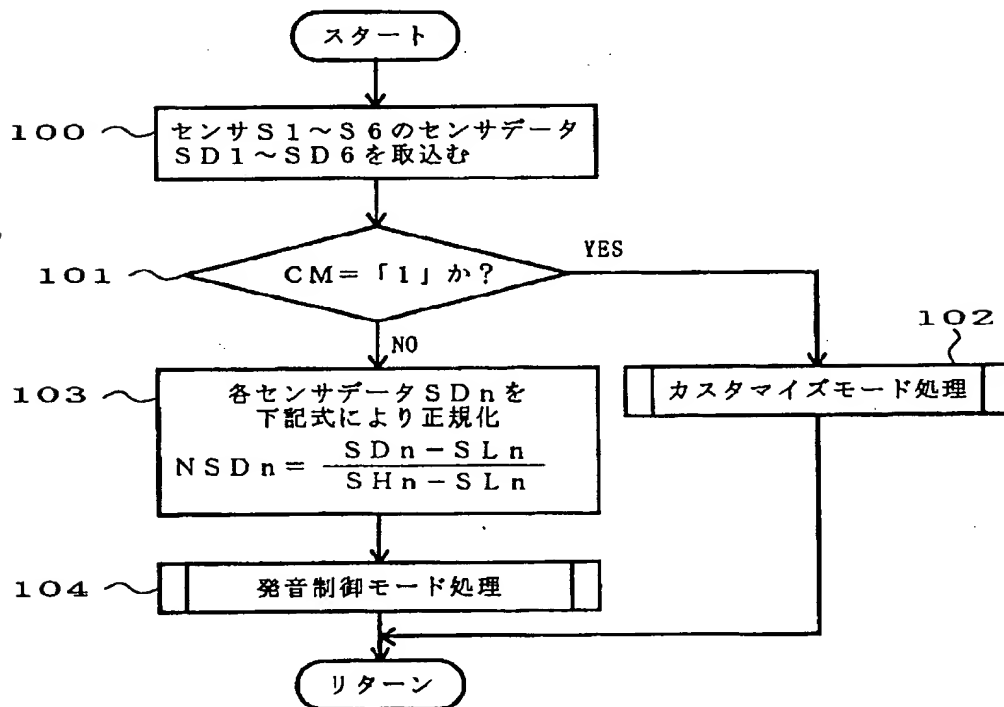 スタート
100
センサS1～S6のセンサデータ
SD1～SD6を取込む
101
CM＝「1」か？
YES
NO
102
カスタマイズモード処理
103
各センサデータSDnを
下記式により正規化
NSDn＝ SDn－SLn
SHn－SLn
104
発音制御モード処理
リターン